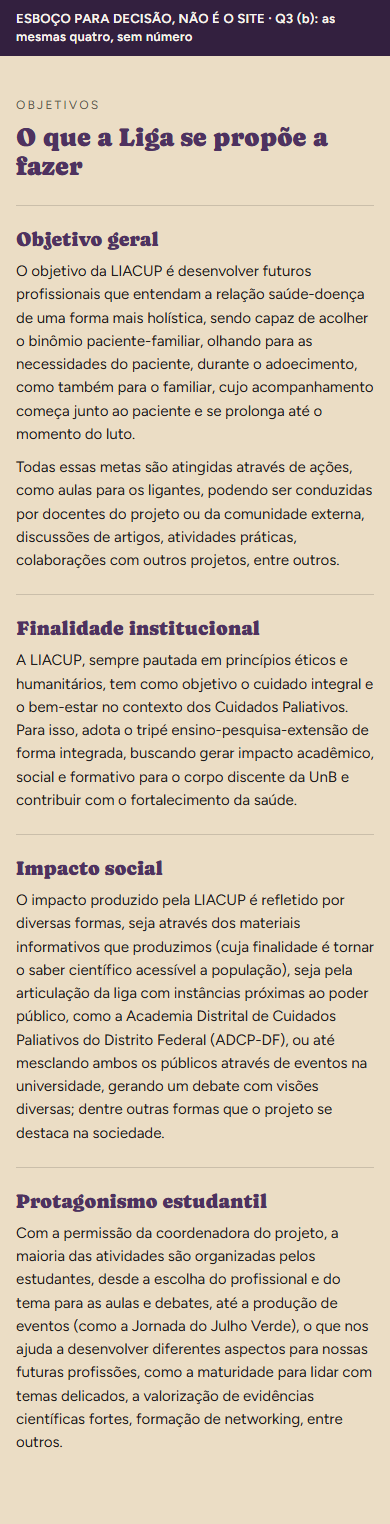 ESBOÇO PARA DECISÃO, NÃO É O SITE · Q3 (b): as
mesmas quatro, sem número
OBJETIVOS
O que a Liga se propõe a
fazer
Objetivo geral
O objetivo da LIACUP é desenvolver futuros
profissionais que entendam a relação saúde-doença
de uma forma mais holística, sendo capaz de acolher
o binômio paciente-familiar, olhando para as
necessidades do paciente, durante o adoecimento,
como também para o familiar, cujo acompanhamento
começa junto ao paciente e se prolonga até o
momento do luto.
Todas essas metas são atingidas através de ações,
como aulas para os ligantes, podendo ser conduzidas
por docentes do projeto ou da comunidade externa,
discussões de artigos, atividades práticas,
colaborações com outros projetos, entre outros.
Finalidade institucional
A LIACUP, sempre pautada em princípios éticos e
humanitários, tem como objetivo o cuidado integral e
o bem-estar no contexto dos Cuidados Paliativos.
Para isso, adota o tripé ensino-pesquisa-extensão de
forma integrada, buscando gerar impacto acadêmico,
social e formativo para o corpo discente da UnB e
contribuir com o fortalecimento da saúde.
Impacto social
O impacto produzido pela LIACUP é refletido por
diversas formas, seja através dos materiais
informativos que produzimos (cuja finalidade é tornar
o saber científico acessível a população), seja pela
articulação da liga com instâncias próximas ao poder
público, como a Academia Distrital de Cuidados
Paliativos do Distrito Federal (ADCP-DF), ou até
mesclando ambos os públicos através de eventos na
universidade, gerando um debate com visões
diversas; dentre outras formas que o projeto se
destaca na sociedade.
Protagonismo estudantil
Com a permissão da coordenadora do projeto, a
maioria das atividades são organizadas pelos
estudantes, desde a escolha do profissional e do
tema para as aulas e debates, até a produção de
eventos (como a Jornada do Julho Verde), o que nos
ajuda a desenvolver diferentes aspectos para nossas
futuras profissões, como a maturidade para lidar com
temas delicados, a valorização de evidências
científicas fortes, formação de networking, entre
outros.